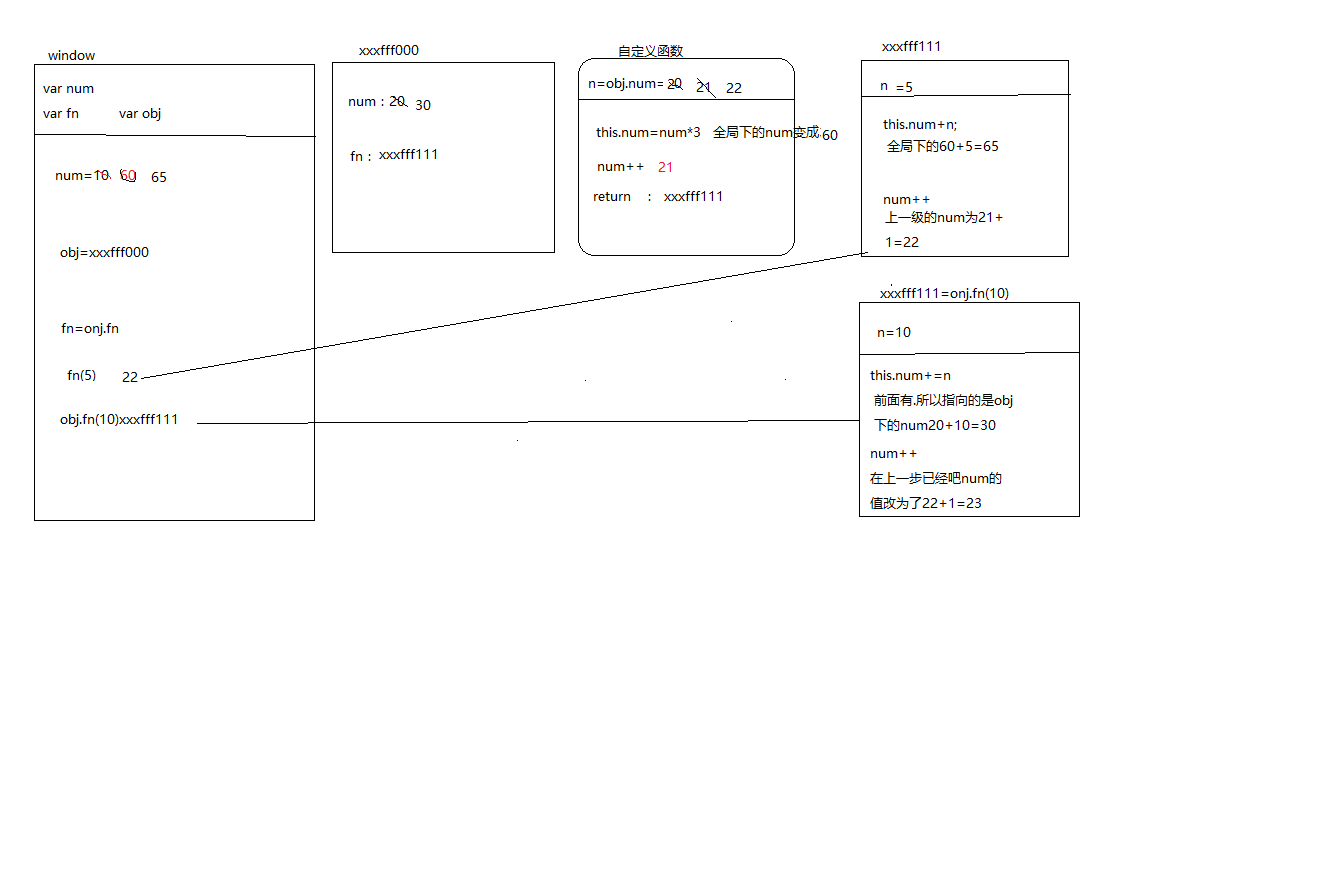 window
var num
var fn var obj
num=10 60 65
obj=xxxfff000
fn=onj.fn
fn(5) 22
obj.fn(10)xxxfff111
xxxfff000
num：20 30
fn： xxxfff111
自定义函数
n=obj.num= 20 21 22
this.num=num*3 全局下的num变成:60
num++ 21
return ： xxxfff111
xxxfff111
n =5
this.num+n;
全局下的60+5=65
num++
上一级的num为21+
1=22
xxxfff111=onj.fn(10)
n=10
this.num+=n
前面有.所以指向的是obj
下的num20+10=30
num++
在上一步已经吧num的
值改为了22+1=23